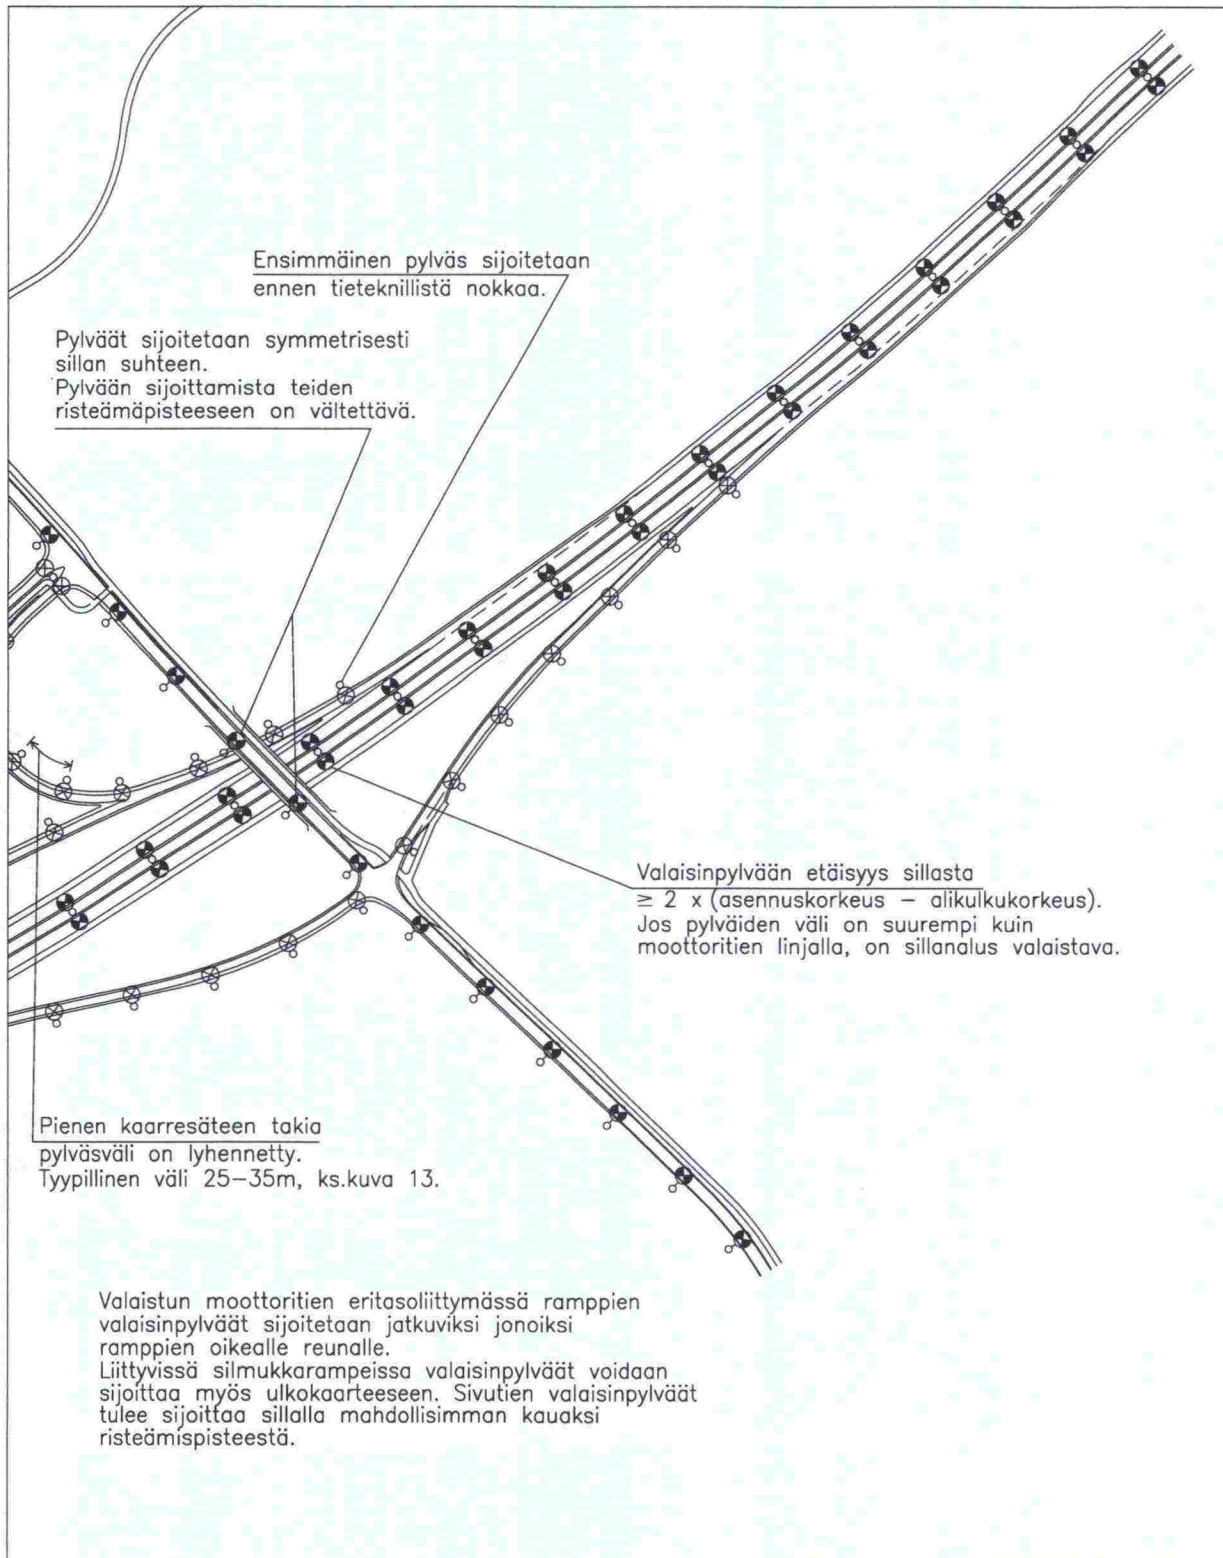 Ensimmäinen pylväs sijoitetaan
ennen tieteknillistä nokkaa.
Pylväät sijoitetaan symmetrisesti
sillan suhteen.
Pylvään sijoittamista teiden
risteämäpisteeseen on vältettävä.
Valaisinpylvään etäisyys sillasta
≥ 2 x (asennuskorkeus – alikulkukorkeus).
Jos pylväiden väli on suurempi kuin
moottoritien linjalla, on sillanalus valaistava.
Pienen kaarresäteen takia
pylväsväli on lyhennetty.
Tyypillinen väli 25–35m, ks.kuva 13.
Valaistun moottoritien eritasoliittymässä ramppien
valaisinpylväät sijoitetaan jatkuviksi jonoiksi
ramppien oikealle reunalle.
Liittyvissä silmukkarampeissa valaisinpylväät voidaan
sijoittaa myös ulkokaarteeseen. Sivutien valaisinpylväät
tulee sijoittaa sillalla mahdollisimman kauaksi
risteämispisteestä.